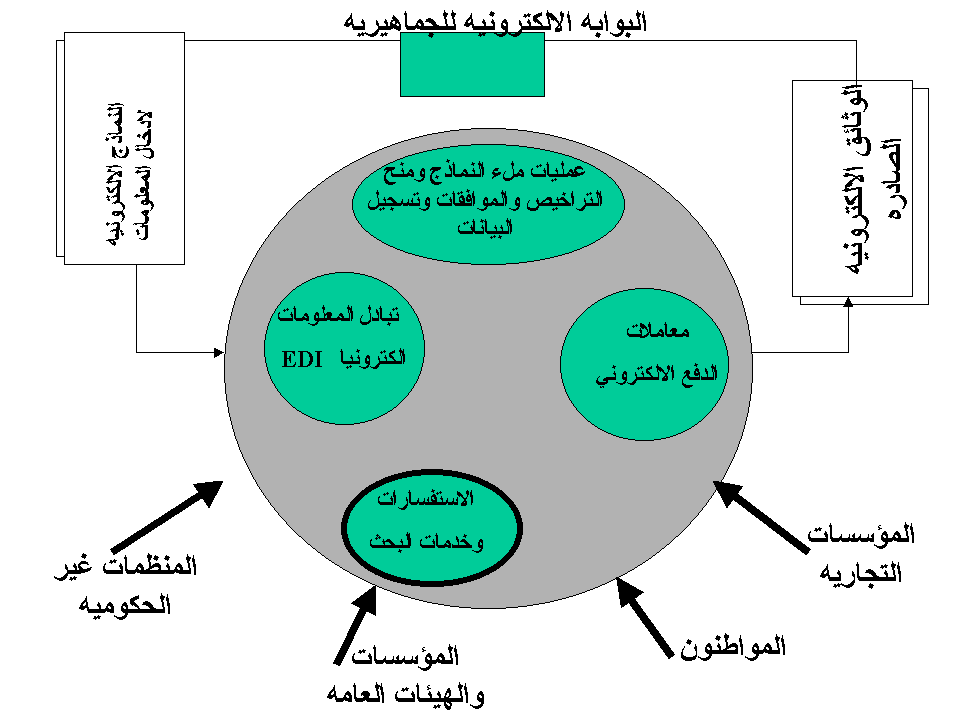 البوابه الالكترونيه للجماهيريه
النماذج الالكترونيه
لادخال المعلومات
الوثائق الالكترونيه
الصادره
عمليات ملء النماذج ومنح
التراخيص والموافقات وتسجيل
البيانات
تبادل المعلومات
الكترونيا EDI
معاملات
الدفع الالكتروني
الاستفسارات
وخدمات البحث
المنظمات غير
الحكوميه
المؤسسات
والهيئات العامه
المواطنون
المؤسسات
التجاريه